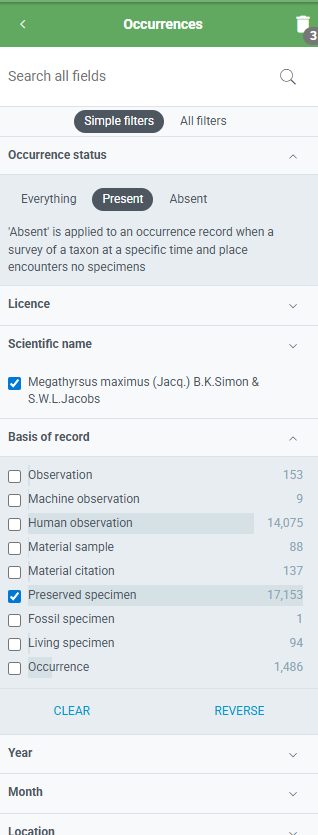 Occurrences
3
Search all fields
Simple filters All filters
Occurrence status
Everything Present Absent
'Absent' is applied to an occurrence record when a
survey of a taxon at a specific time and place
encounters no specimens
Licence
Scientific name
Megathyrsus maximus (Jacq.) B.K.Simon &
S.W.L.Jacobs
Basis of record
Observation 153
Machine observation 9
Human observation 14,075
Material sample 88
Material citation 137
Preserved specimen 17,153
Fossil specimen 1
Living specimen 94
Occurrence 1,486
CLEAR REVERSE
Year
Month
Location